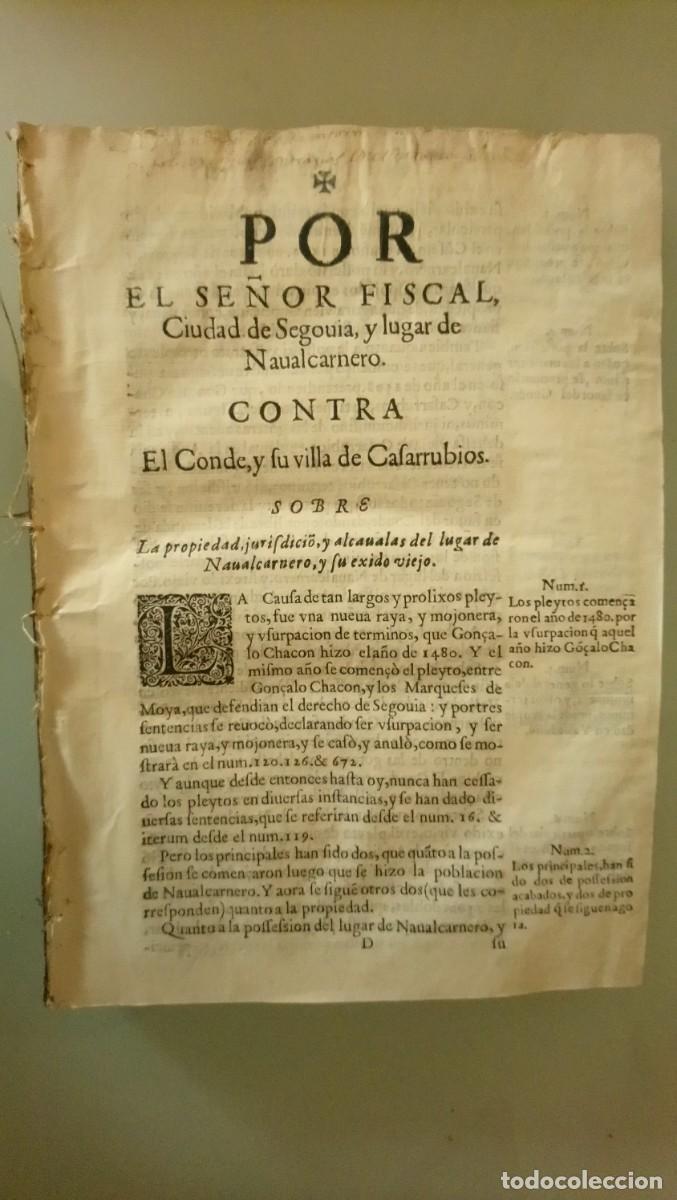 ✠
POR
EL SEÑOR FISCAL,
Ciudad de Segouia, y lugar de
Naualcarnero.
CONTRA
El Conde, y ſu villa de Caſarrubios.
SOBRE
La propiedad, juriſdiciõ, y alcaualas del lugar de
Naualcarnero, y ſu exido viejo.
LA Cauſa de tan largos y prolixos pley-
tos, fue vna nueua raya, y mojonera,
y vſurpacion de terminos, que Gonça-
lo Chacon hizo el año de 1480. Y el
miſmo año ſe començò el pleyto, entre
Gonçalo Chacon, y los Marqueſes de
Moya, que defendian el derecho de Segouia: y por tres
ſentencias ſe reuocò, declarando ſer vſurpacion, y ſer
nueua raya, y mojonera, y ſe caſò, y anulò, como ſe mo-
ſtrarà en el num. 120. 126. & 672.
Y aunque deſde entonces haſta oy, nunca han ceſſa-
do los pleytos en diuerſas inſtancias, y ſe han dado di-
uerſas ſentencias, que ſe referiran deſde el num. 16. &
iterum deſde el num. 119.
Pero los principales han ſido dos, que quãto a la poſ-
ſeſion ſe començaron luego que ſe hizo la poblacion
de Naualcarnero. Y aora ſe ſiguẽ otros dos (que les co-
rreſponden) quanto a la propiedad.
Quanto a la poſſeſsion del lugar de Naualcarnero, y
D ſu
Num. 1.
Los pleytos comença
ron el año de 1480. por
la vſurpacion q̃ aquel
año hizo Gõçalo Cha
con.
Num. 2.
Los principales, han ſi
do dos de poſſeſsion
acabados, y dos de pro
piedad q̃ ſe ſiguen ago
ra.
todocoleccion
todocoleccion.net